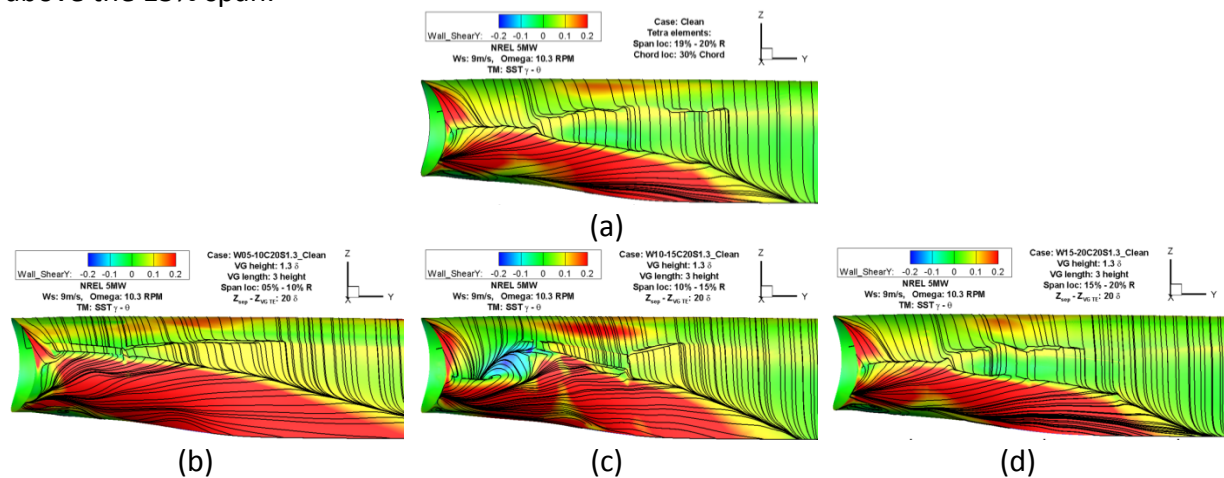 above the 15% span.
Wall_ShearY: -0.2 -0.1 0.1 0.2
NREL 5MW
Ws: 9m/s, Omega: 10.3 RPM
TM: SST γ - θ
Case: Clean
Tetra elements:
Span loc: 19% - 20% R
Chord loc: 30% Chord
Z
X
Y
(a)
Wall_ShearY: -0.2 -0.1 0.1 0.2
NREL 5MW
Ws: 9m/s, Omega: 10.3 RPM
TM: SST γ - θ
Case: W05-10C20S1.3_Clean
VG height: 1.3 δ
VG length: 3 height
Span loc: 05% - 10% R
Zsep - ZVG TE: 20 δ
Z
X
Y
(b)
Wall_ShearY: -0.2 -0.1 0.1 0.2
NREL 5MW
Ws: 9m/s, Omega: 10.3 RPM
TM: SST γ - θ
Case: W10-15C20S1.3_Clean
VG height: 1.3 δ
VG length: 3 height
Span loc: 10% - 15% R
Zsep - ZVG TE: 20 δ
Z
X
Y
(c)
Wall_ShearY: -0.2 -0.1 0.1 0.2
NREL 5MW
Ws: 9m/s, Omega: 10.3 RPM
TM: SST γ - θ
Case: W15-20C20S1.3_Clean
VG height: 1.3 δ
VG length: 3 height
Span loc: 15% - 20% R
Zsep - ZVG TE: 20 δ
Z
X
Y
(d)